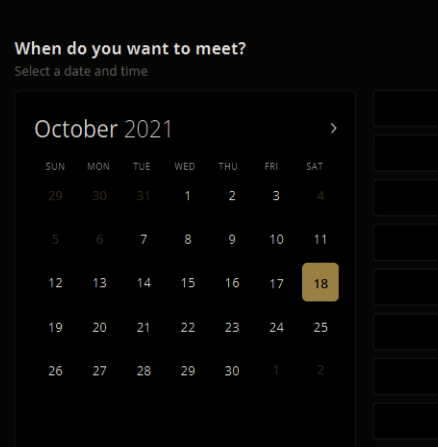 When do you want to meet?
Select a date and time
October 2021 >
SUN MON TUE WED THU FRI SAT
29 30 31 1 2 3 4
5 6 7 8 9 10 11
12 13 14 15 16 17 18
19 20 21 22 23 24 25
26 27 28 29 30 1 2